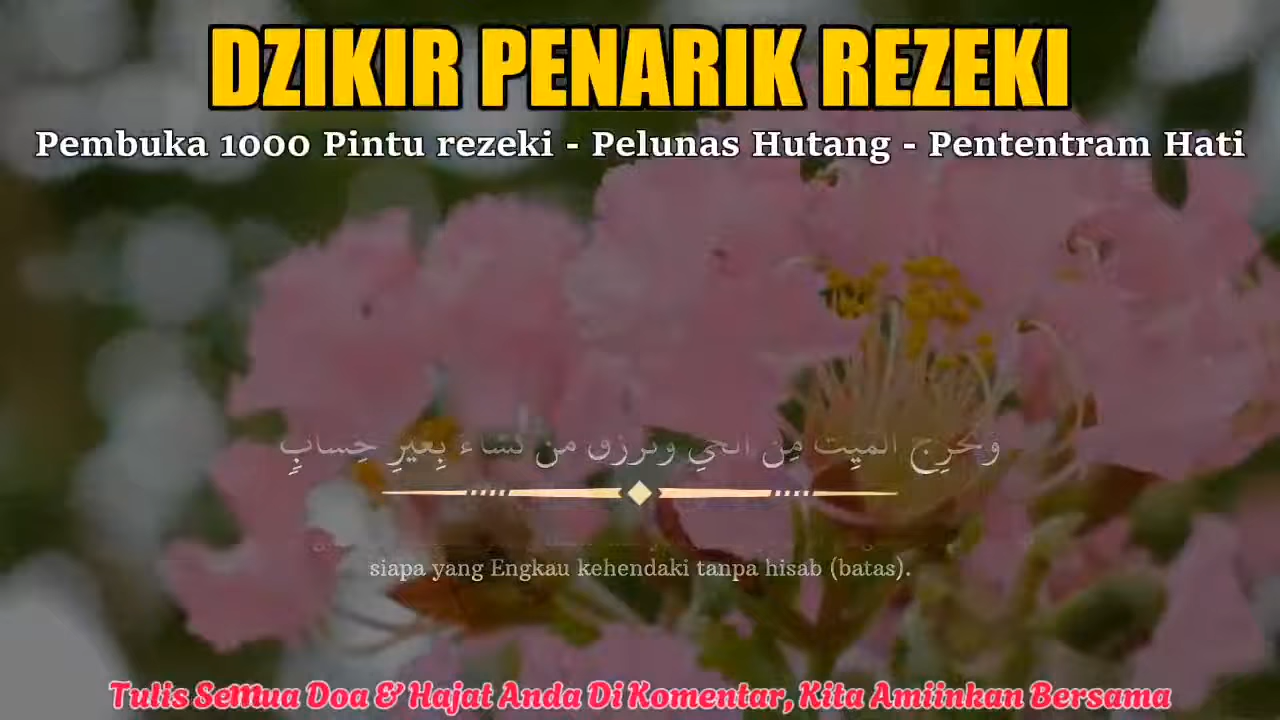 DZIKIR PENARIK REZEKI
Pembuka 1000 Pintu rezeki - Pelunas Hutang - Pententram Hati
وَتُخْرِجُ الْمَيِّتَ مِنَ الْحَيِّ وَتَرْزُقُ مَنْ تَشَاءُ بِغَيْرِ حِسَابٍ
siapa yang Engkau kehendaki tanpa hisab (batas).
Tulis Semua Doa & Hajat Anda Di Komentar, Kita Amiinkan Bersama